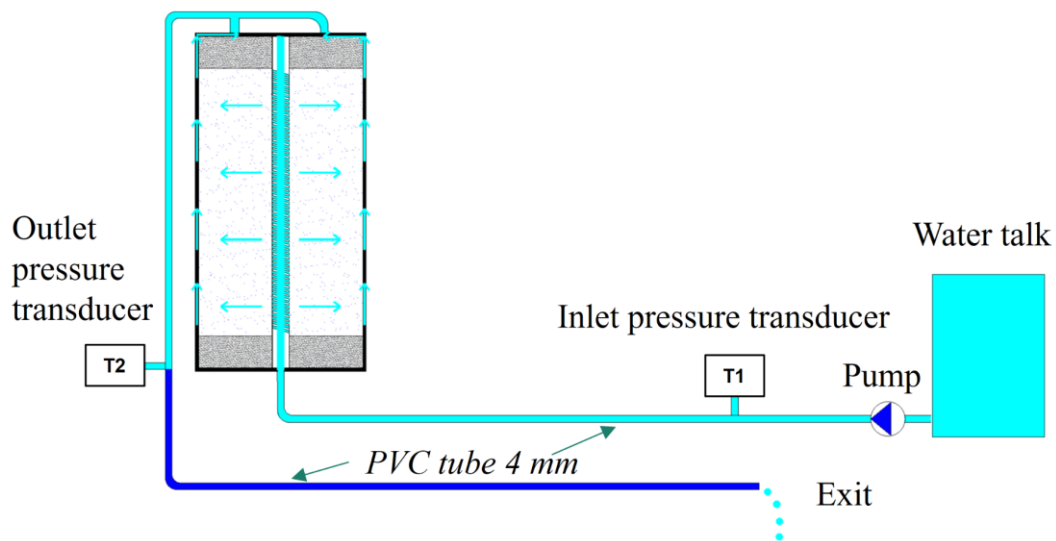 Outlet
pressure
transducer
T2
Water talk
Inlet pressure transducer
T1
Pump
PVC tube 4 mm
Exit